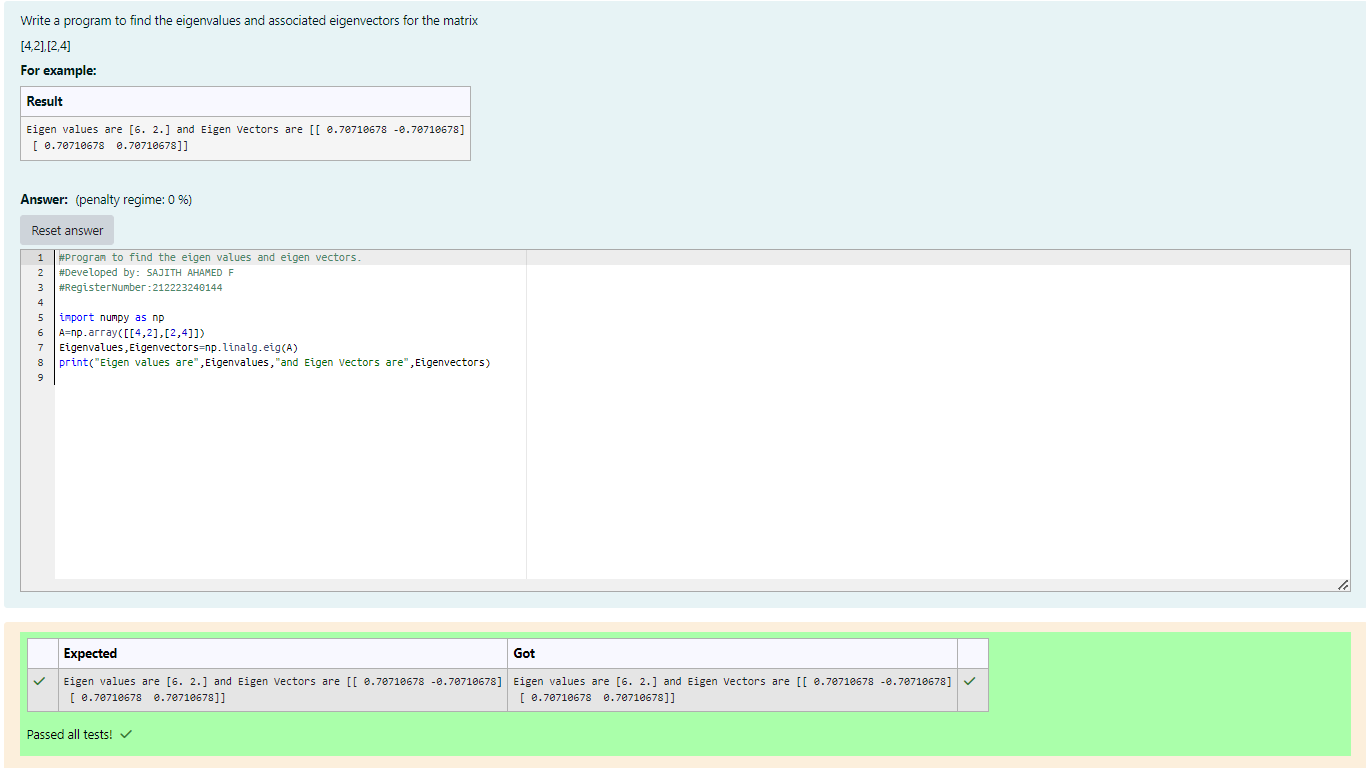 Write a program to find the eigenvalues and associated eigenvectors for the matrix
[4,2],[2,4]
For example:
Result
Eigen values are [6. 2.] and Eigen Vectors are [[ 0.70710678 -0.70710678]
[ 0.70710678  0.70710678]]
Answer: (penalty regime: 0 %)
Reset answer
1 #Program to find the eigen values and eigen vectors.
2 #Developed by: SAJITH AHAMED F
3 #RegisterNumber:212223240144
4
5 import numpy as np
6 A=np.array([[4,2],[2,4]])
7 Eigenvalues,Eigenvectors=np.linalg.eig(A)
8 print("Eigen values are",Eigenvalues,"and Eigen Vectors are",Eigenvectors)
9
Expected Got
Eigen values are [6. 2.] and Eigen Vectors are [[ 0.70710678 -0.70710678] Eigen values are [6. 2.] and Eigen Vectors are [[ 0.70710678 -0.70710678]
[ 0.70710678  0.70710678]] [ 0.70710678  0.70710678]]
Passed all tests!